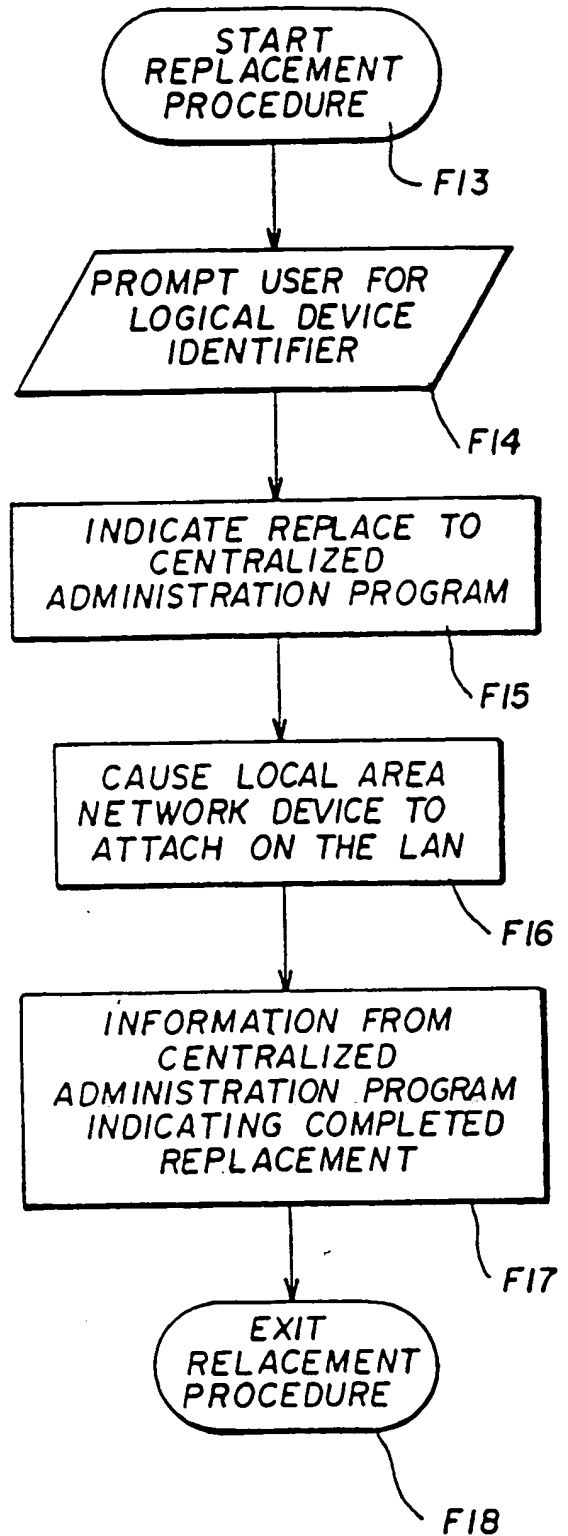 START
REPLACEMENT
PROCEDURE
F13
PROMPT USER FOR
LOGICAL DEVICE
IDENTIFIER
F14
INDICATE REPLACE TO
CENTRALIZED
ADMINISTRATION PROGRAM
F15
CAUSE LOCAL AREA
NETWORK DEVICE TO
ATTACH ON THE LAN
F16
INFORMATION FROM
CENTRALIZED
ADMINISTRATION PROGRAM
INDICATING COMPLETED
REPLACEMENT
F17
EXIT
RELACEMENT
PROCEDURE
F18